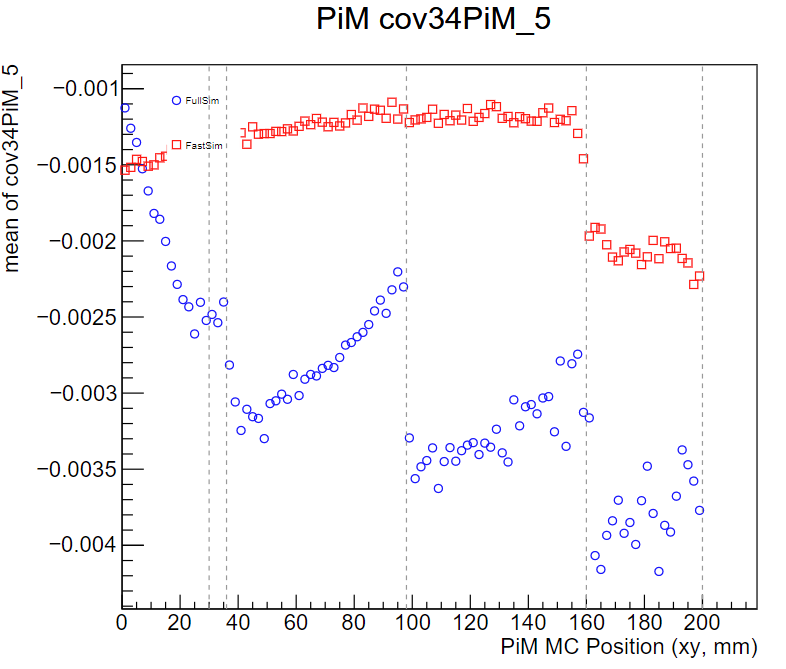 PiM cov34PiM_5
mean of cov34PiM_5
−0.001
−0.0015
−0.002
−0.0025
−0.003
−0.0035
−0.004
FullSim
FastSim
0 20 40 60 80 100 120 140 160 180 200
PiM MC Position (xy, mm)